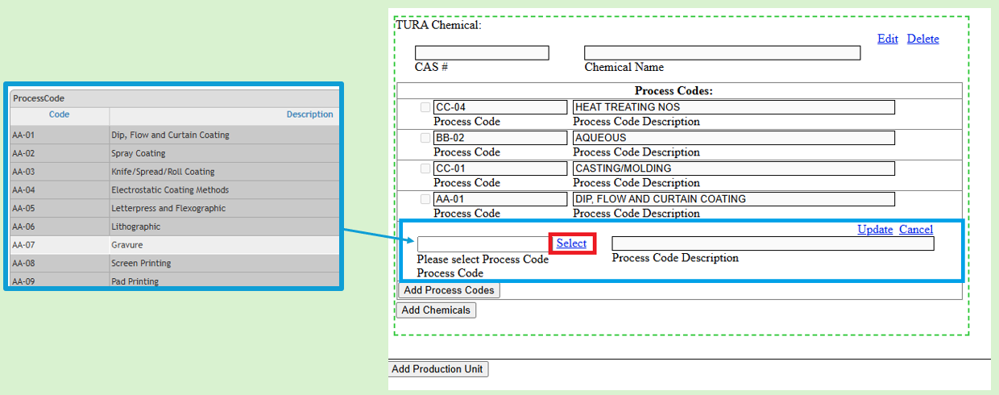 ProcessCode
Code Description
AA-01 Dip, Flow and Curtain Coating
AA-02 Spray Coating
AA-03 Knife/Spread/Roll Coating
AA-04 Electrostatic Coating Methods
AA-05 Letterpress and Flexographic
AA-06 Lithographic
AA-07 Gravure
AA-08 Screen Printing
AA-09 Pad Printing
TURA Chemical:
Edit Delete
CAS # Chemical Name
Process Codes:
CC-04 HEAT TREATING NOS
Process Code Process Code Description
BB-02 AQUEOUS
Process Code Process Code Description
CC-01 CASTING/MOLDING
Process Code Process Code Description
AA-01 DIP, FLOW AND CURTAIN COATING
Process Code Process Code Description
Update Cancel
Select
Please select Process Code Process Code Description
Process Code
Add Process Codes
Add Chemicals
Add Production Unit